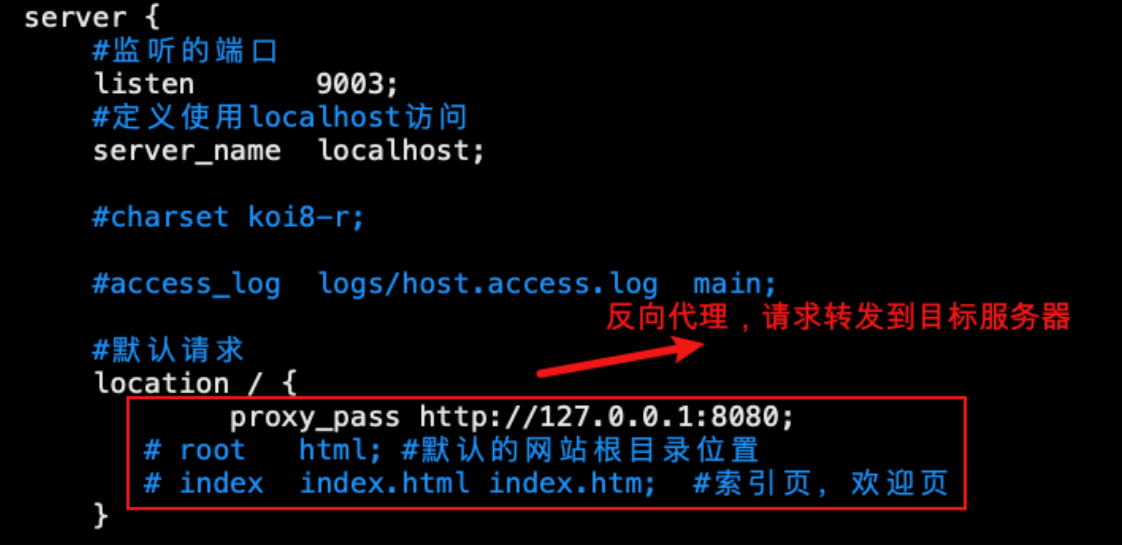 server {
#监听的端口
listen 9003;
#定义使用localhost访问
server_name localhost;
#charset koi8-r;
#access_log logs/host.access.log main;
反向代理，请求转发到目标服务器
#默认请求
location / {
proxy_pass http://127.0.0.1:8080;
# root html; #默认的网站根目录位置
# index index.html index.htm; #索引页，欢迎页
}